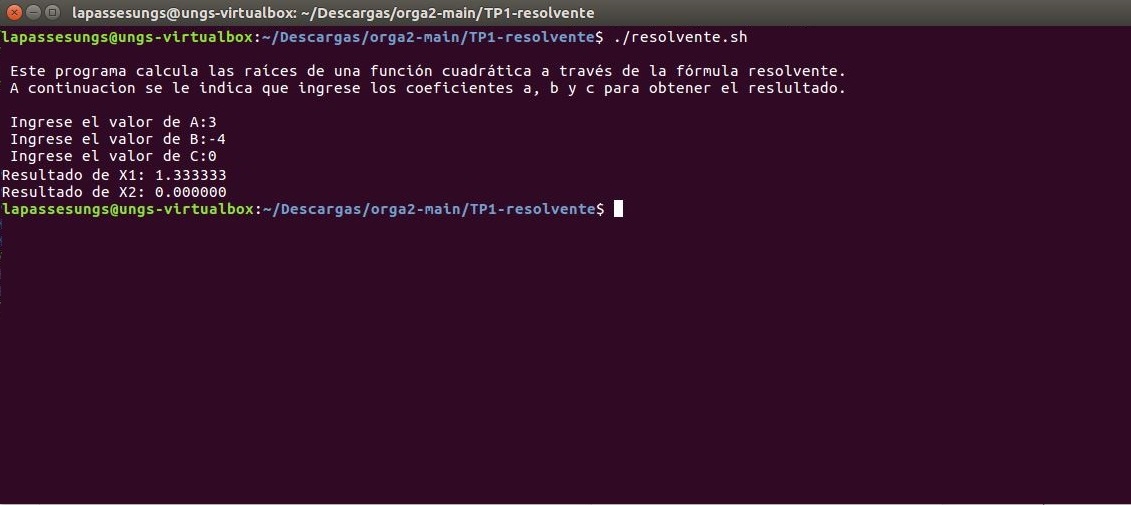 lapassesungs@ungs-virtualbox: ~/Descargas/orga2-main/TP1-resolvente
lapassesungs@ungs-virtualbox:~/Descargas/orga2-main/TP1-resolvente$ ./resolvente.sh
Este programa calcula las raíces de una función cuadrática a través de la fórmula resolvente.
A continuacion se le indica que ingrese los coeficientes a, b y c para obtener el reslultado.
Ingrese el valor de A:3
Ingrese el valor de B:-4
Ingrese el valor de C:0
Resultado de X1: 1.333333
Resultado de X2: 0.000000
lapassesungs@ungs-virtualbox:~/Descargas/orga2-main/TP1-resolvente$